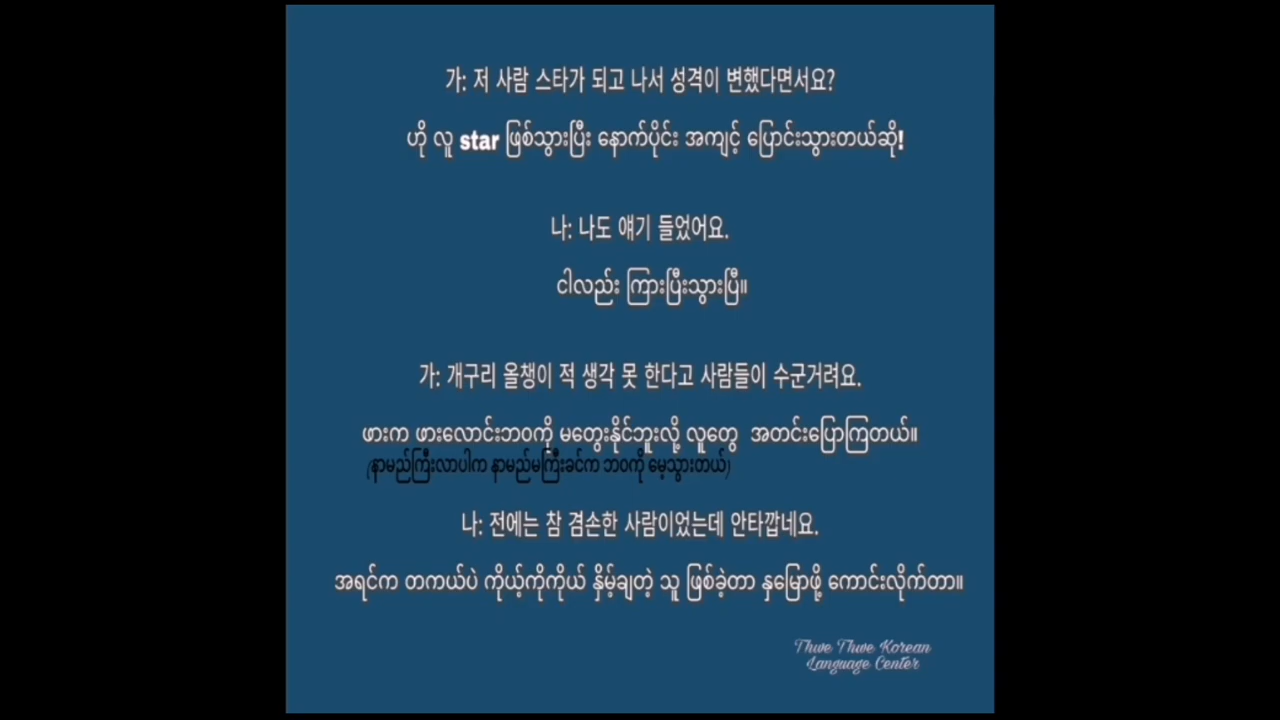 가: 저 사람 스타가 되고 나서 성격이 변했다면서요?
ဟို လူ star ဖြစ်သွားပြီး နောက်ပိုင်း အကျင့် ပြောင်းသွားတယ်ဆို!
나: 나도 얘기 들었어요.
ငါလည်း ကြားပြီးသွားပြီ။
가: 개구리 올챙이 적 생각 못 한다고 사람들이 수군거려요.
ဖားက ဖားလောင်းဘဝကို မတွေးနိုင်ဘူးလို့ လူတွေ အတင်းပြောကြတယ်။
(နာမည်ကြီးလာပါက နာမည်မကြီးခင်က ဘဝကို မေ့သွားတယ်)
나: 전에는 참 겸손한 사람이었는데 안타깝네요.
အရင်က တကယ်ပဲ ကိုယ့်ကိုကိုယ် နှိမ့်ချတဲ့ သူ ဖြစ်ခဲ့တာ နှမြောဖို့ ကောင်းလိုက်တာ။
Thwe Thwe Korean
Language Center